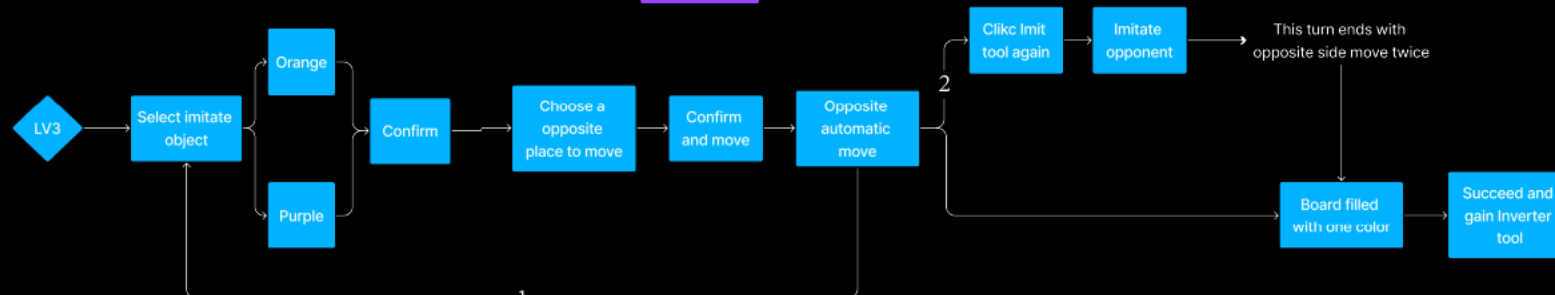 LV3
Select imitate
object
Orange
Purple
Confirm
Choose a
opposite
place to move
Confirm
and move
Opposite
automatic
move
2
Clikc Imit
tool again
Imitate
opponent
This turn ends with
opposite side move twice
Board filled
with one color
Succeed and
gain Inverter
tool